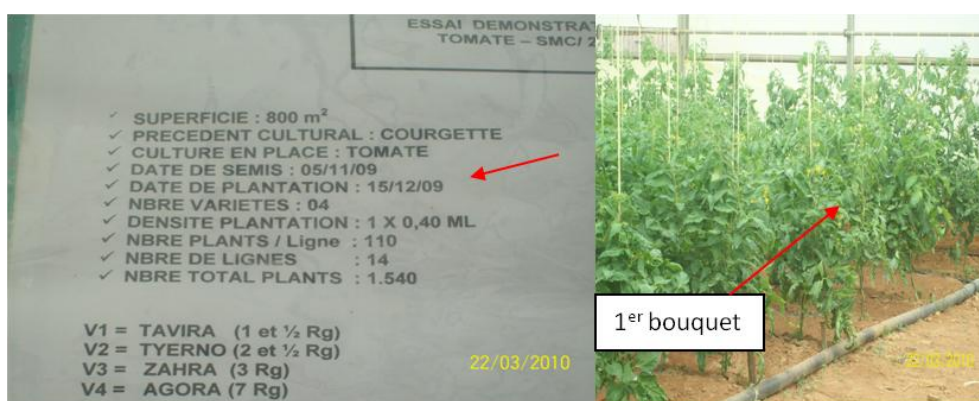 ESSAI DEMONSTRA
TOMATE – SMC/ 2
✓ SUPERFICIE : 800 m²
✓ PRECEDENT CULTURAL : COURGETTE
✓ CULTURE EN PLACE : TOMATE
✓ DATE DE SEMIS : 05/11/09
✓ DATE DE PLANTATION : 15/12/09
✓ NBRE VARIETES : 04
✓ DENSITE PLANTATION : 1 X 0,40 ML
✓ NBRE PLANTS / Ligne : 110
✓ NBRE DE LIGNES : 14
✓ NBRE TOTAL PLANTS : 1.540
V1 = TAVIRA (1 et ½ Rg)
V2 = TYERNO (2 et ½ Rg)
V3 = ZAHRA (3 Rg)
V4 = AGORA (7 Rg)
22/03/2010
1er bouquet